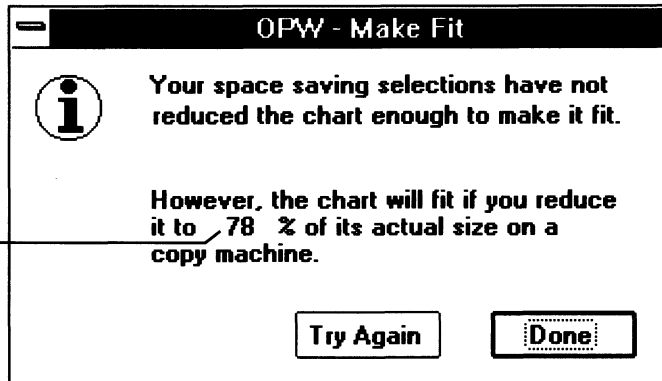 OPW - Make Fit
Your space saving selections have not
reduced the chart enough to make it fit.
However, the chart will fit if you reduce
it to 78 % of its actual size on a
copy machine.
Try Again
Done